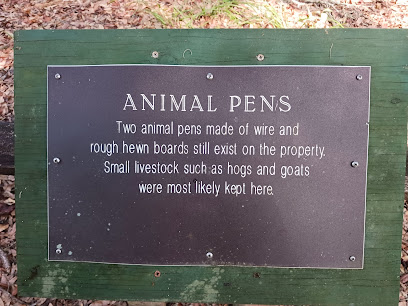 ANIMAL PENS
Two animal pens made of wire and
rough hewn boards still exist on the property.
Small livestock such as hogs and goats
were most likely kept here.